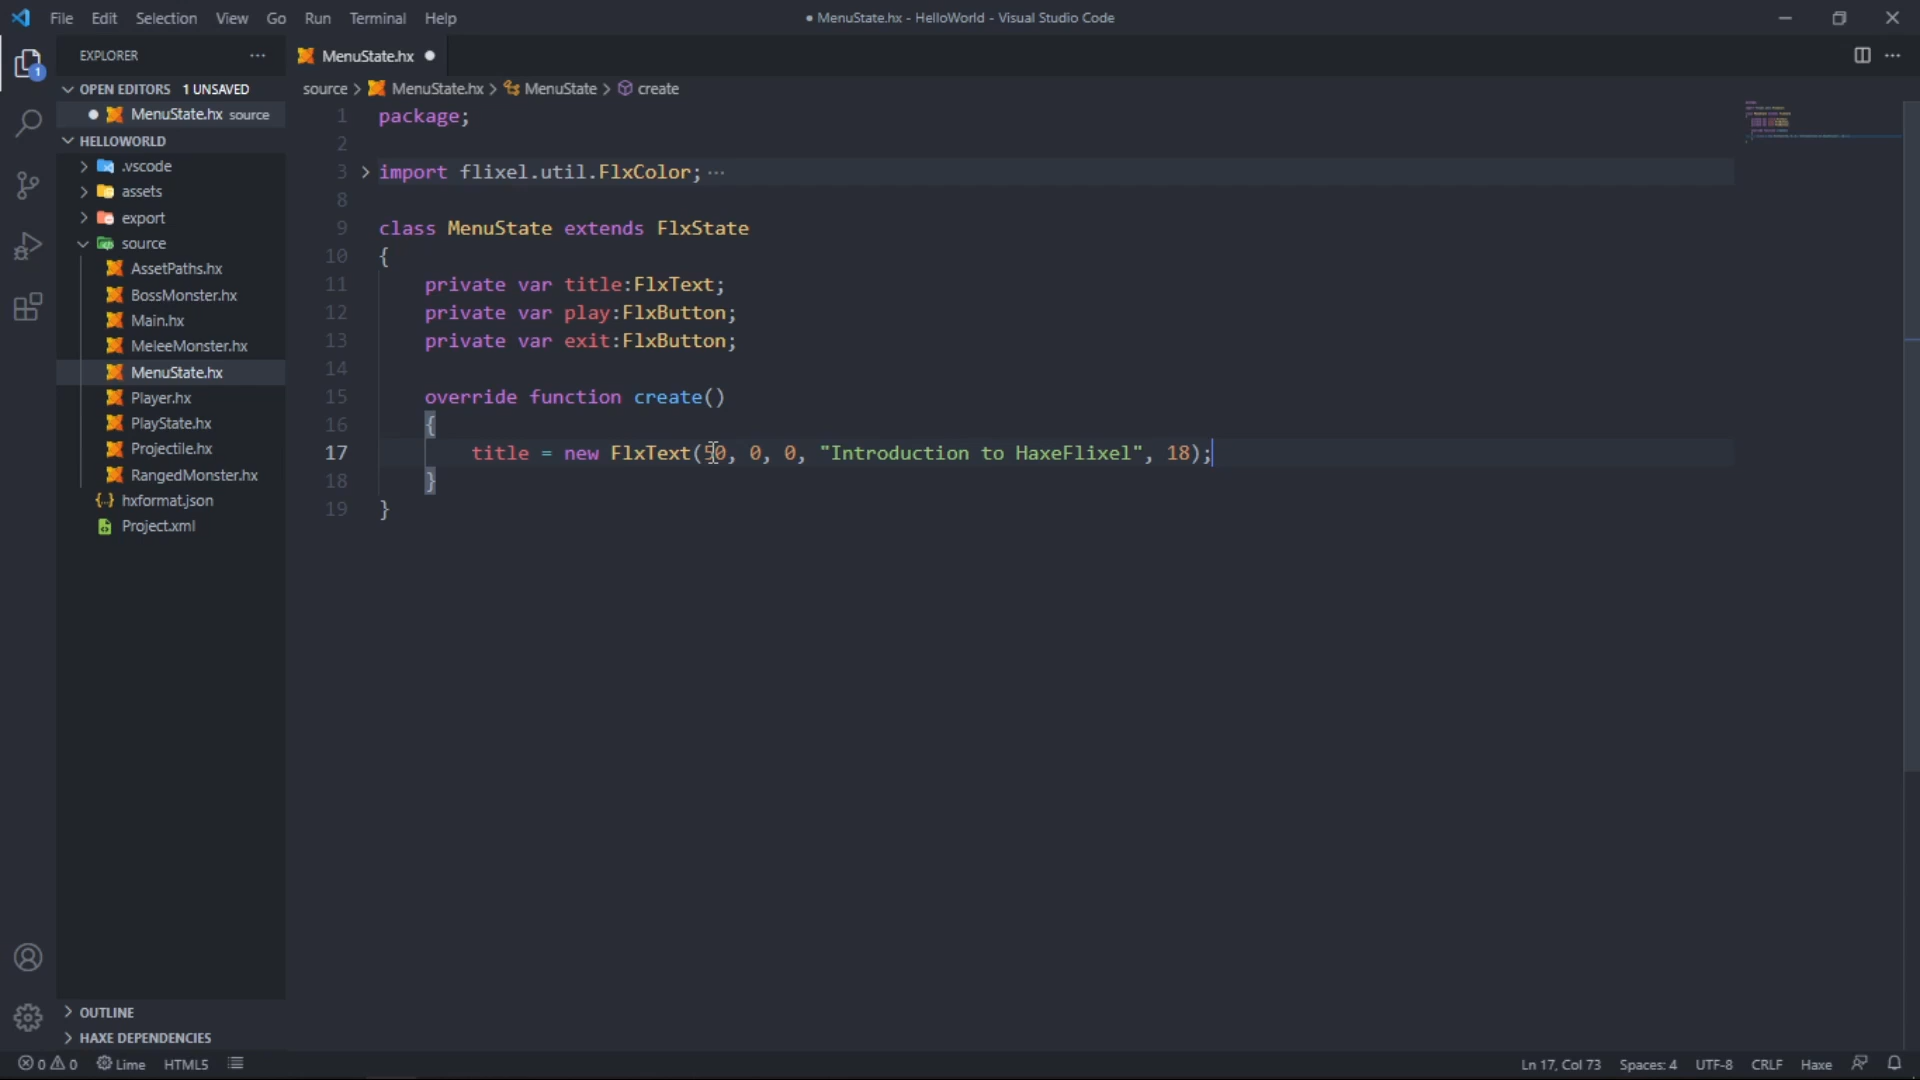 File Edit Selection View Go Run Terminal Help
● MenuState.hx - HelloWorld - Visual Studio Code
EXPLORER
MenuState.hx
OPEN EDITORS 1 UNSAVED
MenuState.hx source
HELLOWORLD
.vscode
assets
export
source
AssetPaths.hx
BossMonster.hx
Main.hx
MeleeMonster.hx
MenuState.hx
Player.hx
PlayState.hx
Projectile.hx
RangedMonster.hx
hxformat.json
Project.xml
OUTLINE
HAXE DEPENDENCIES
source > MenuState.hx > MenuState > create
1 package;
2
3 import flixel.util.FlxColor; ...
8
9 class MenuState extends FlxState
10 {
11 private var title:FlxText;
12 private var play:FlxButton;
13 private var exit:FlxButton;
14
15 override function create()
16 {
17 title = new FlxText(50, 0, 0, "Introduction to HaxeFlixel", 18);
18 }
19 }
1
0 0 Lime HTML5
Ln 17, Col 73 Spaces: 4 UTF-8 CRLF Haxe